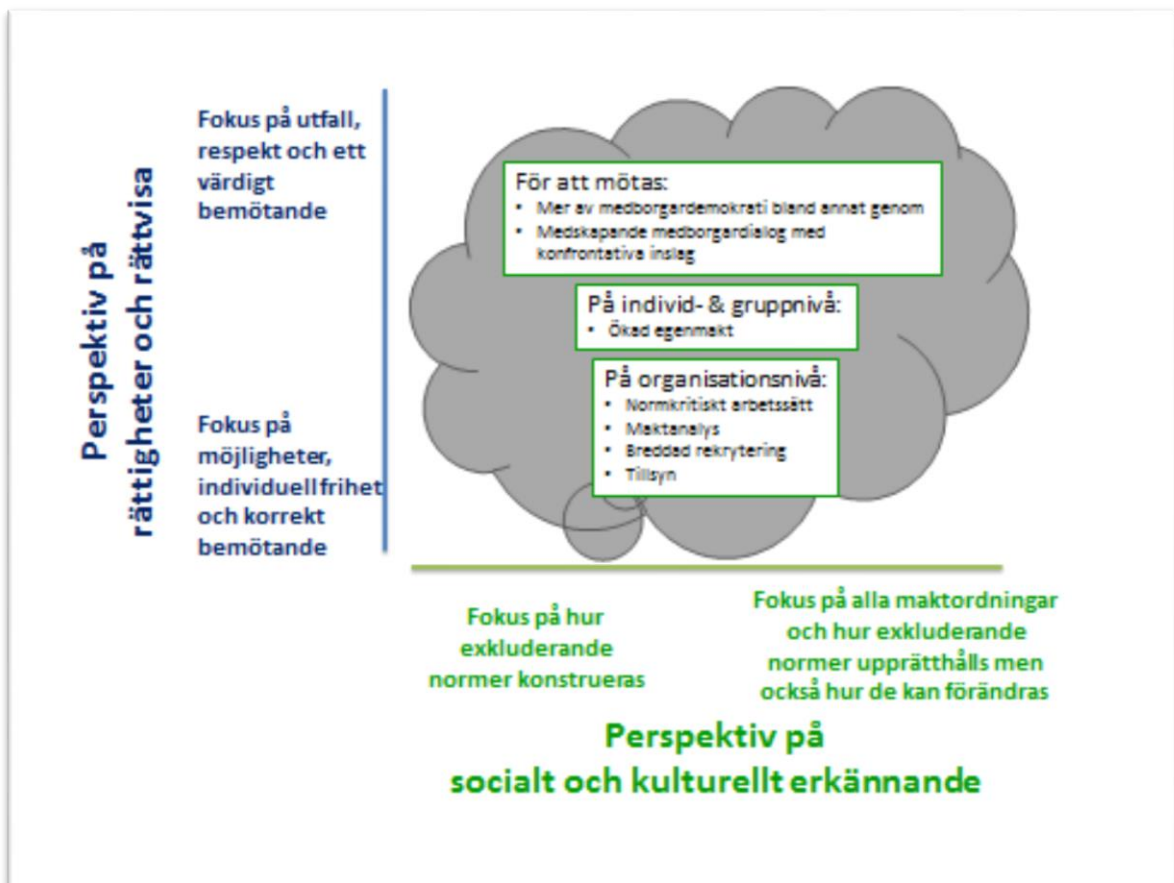 Perspektiv på
rättigheter och rättvisa
Fokus på utfall,
respekt och ett
värdigt
bemötande
Fokus på
möjligheter,
individuell frihet
och korrekt
bemötande
För att mötas:
• Mer av medborgardemokrati bland annat genom
• Medskapande medborgardialog med
konfrontativa inslag
På individ- & gruppnivå:
• Ökad egenmakt
På organisationsnivå:
• Normkritiskt arbetssätt
• Maktanalys
• Breddad rekrytering
• Tillsyn
Fokus på hur
exkluderande
normer konstrueras
Fokus på alla maktordningar
och hur exkluderande
normer upprätthålls men
också hur de kan förändras
Perspektiv på
socialt och kulturellt erkännande